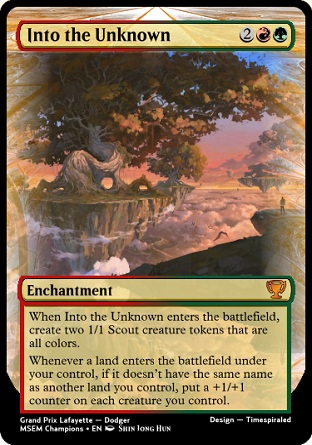 Into the Unknown 2
Enchantment
When Into the Unknown enters the battlefield,
create two 1/1 Scout creature tokens that are
all colors.
Whenever a land enters the battlefield under
your control, if it doesn't have the same name
as another land you control, put a +1/+1
counter on each creature you control.
Grand Prix Lafayette — Dodger Design — Timespiraled
MSEM Champions • EN Shin Jong Hun